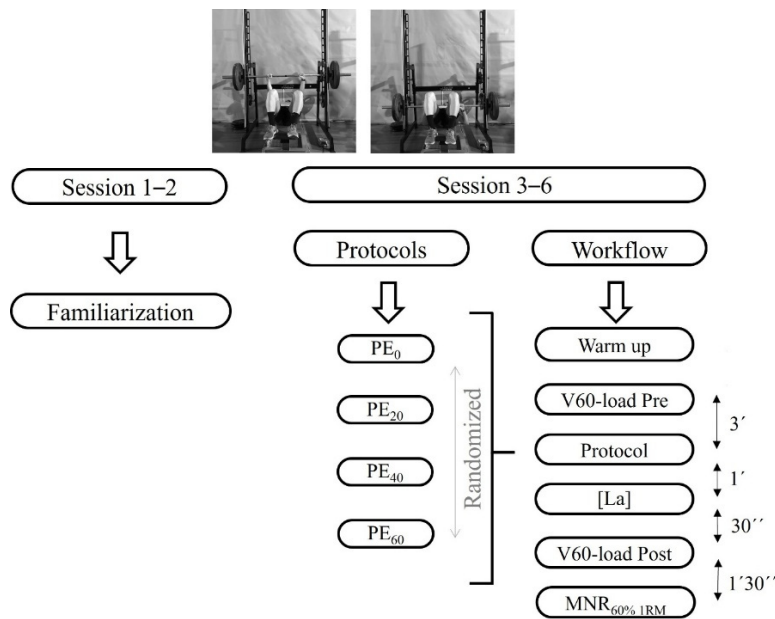 Session 1–2
Session 3–6
Familiarization
Protocols
Workflow
PE₀
PE₂₀
PE₄₀
PE₆₀
Randomized
Warm up
V60-load Pre
3´
Protocol
1´
[La]
30´´
V60-load Post
1´30´´
MNR₆₀% ₁RM